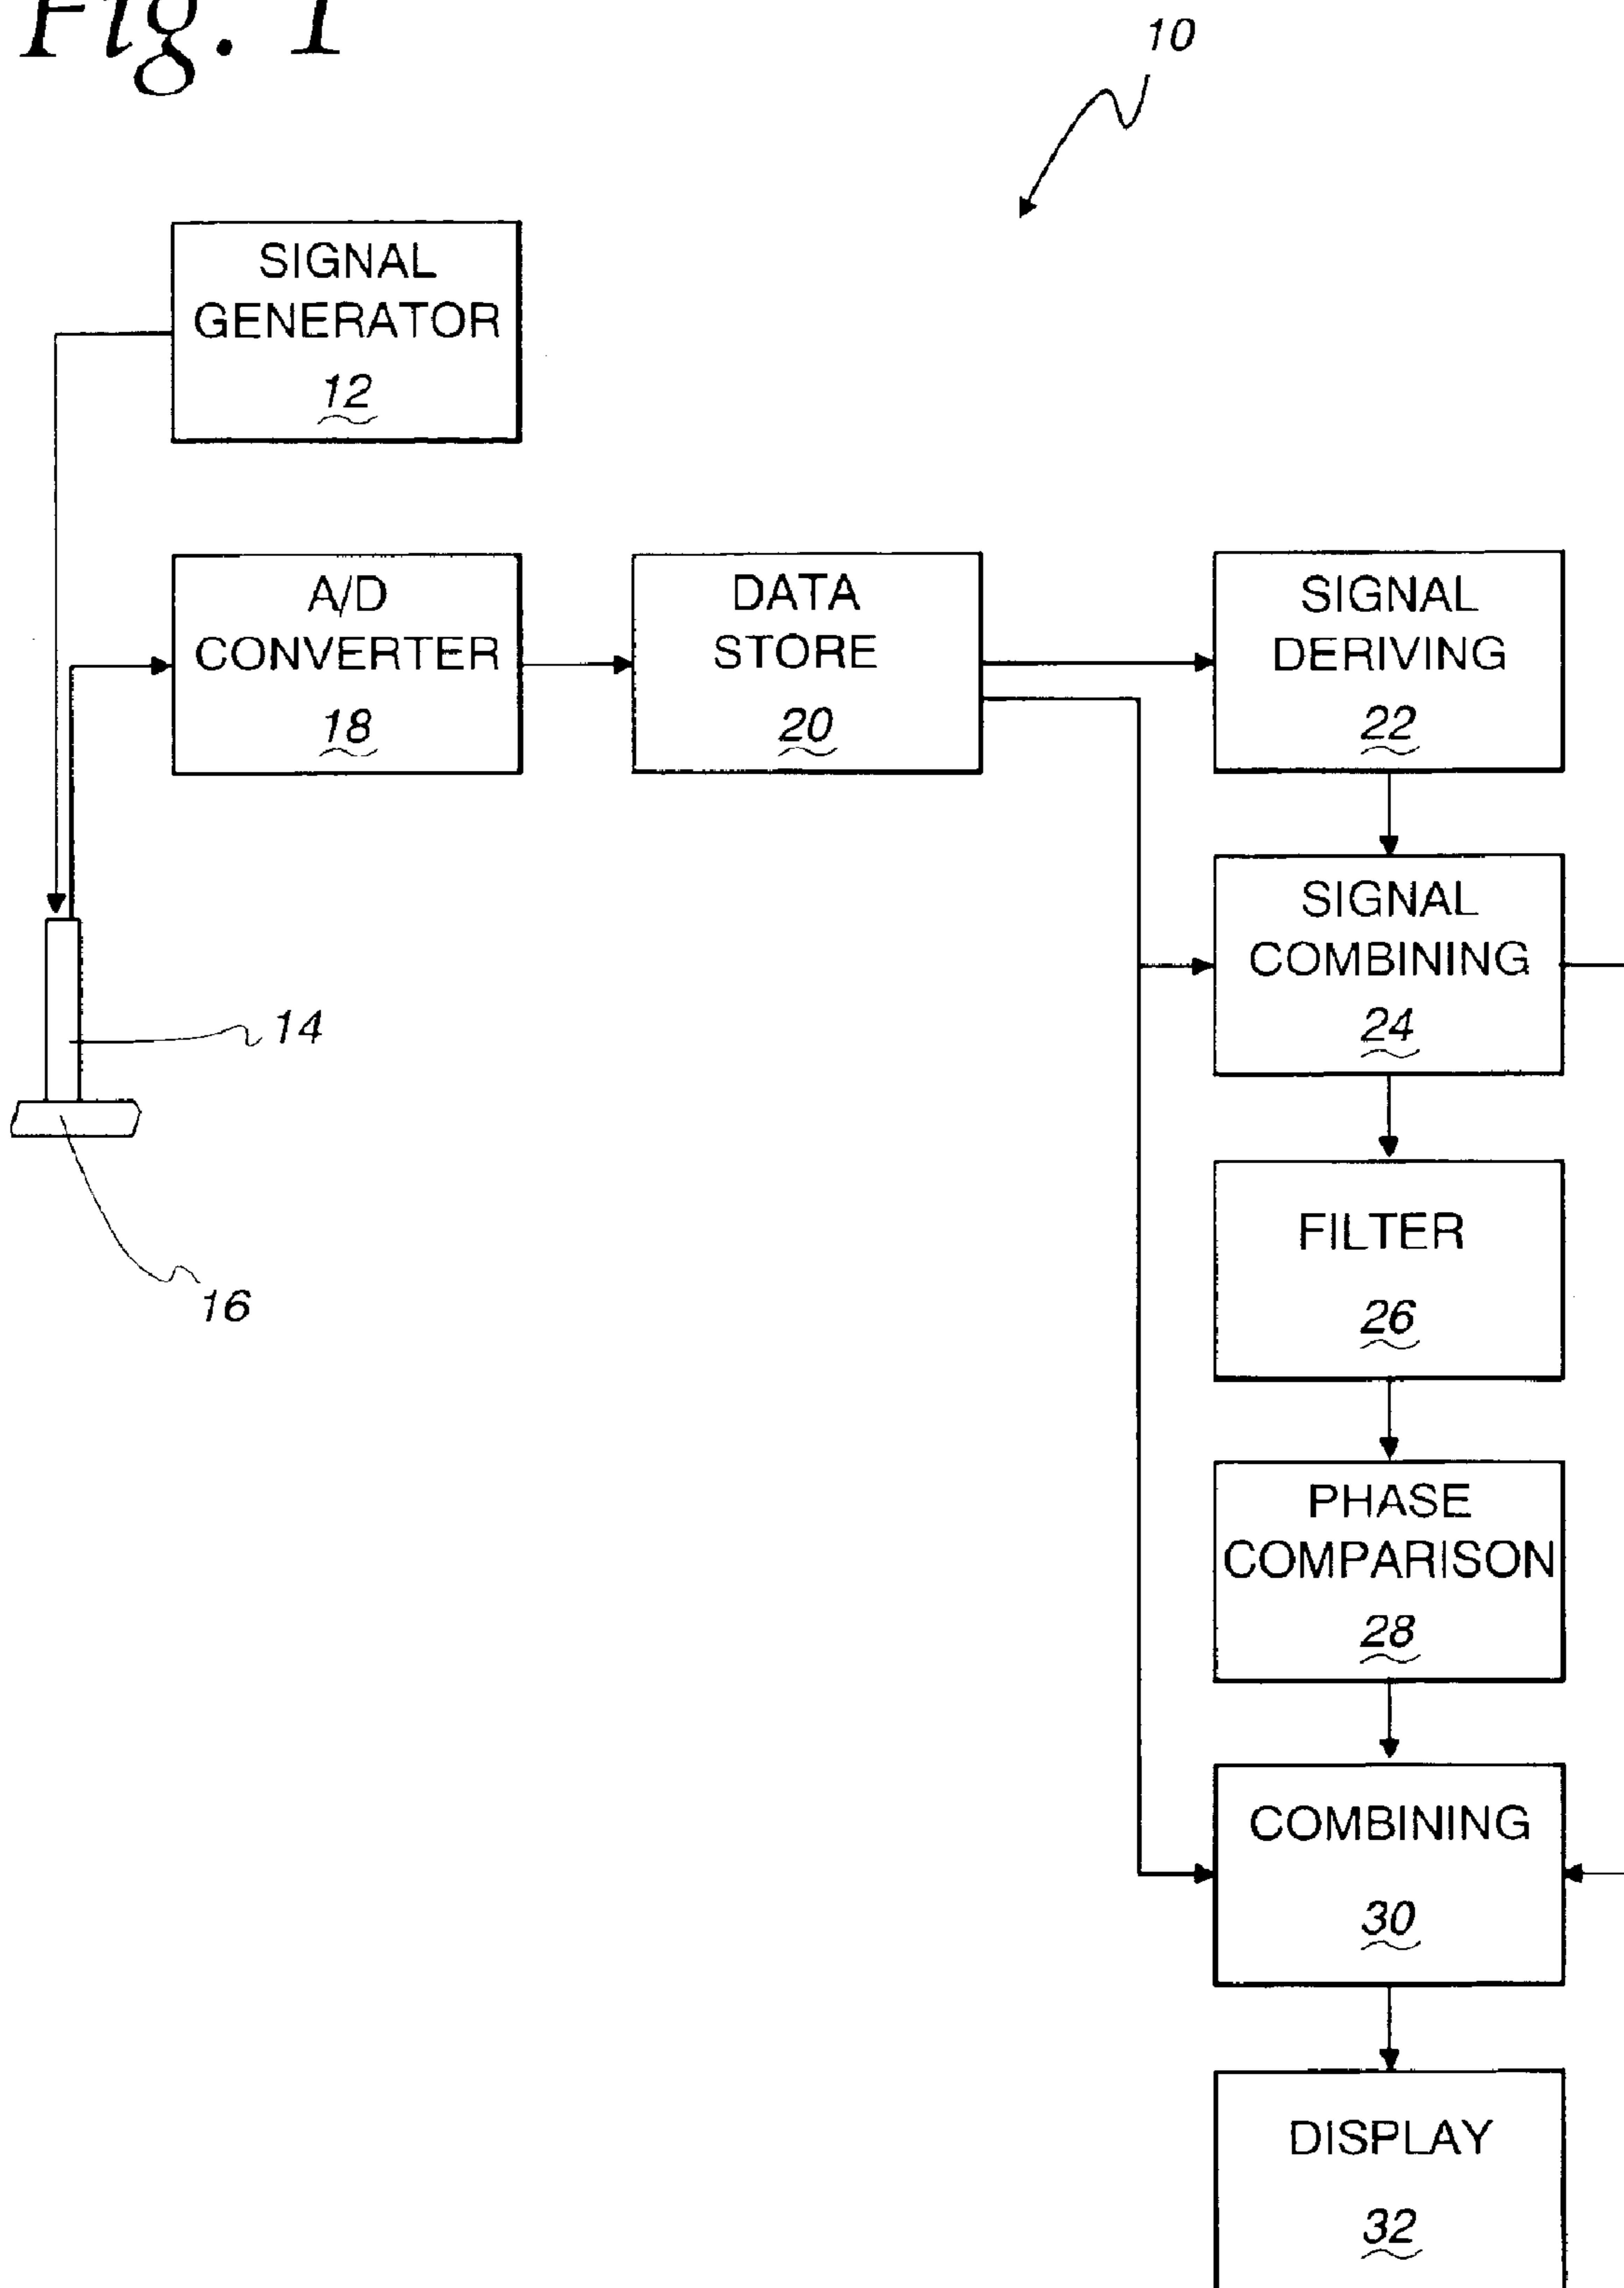 Fig. 1
10
SIGNAL
GENERATOR
12
A/D
CONVERTER
18
DATA
STORE
20
SIGNAL
DERIVING
22
SIGNAL
COMBINING
24
14
16
FILTER
26
PHASE
COMPARISON
28
COMBINING
30
DISPLAY
32